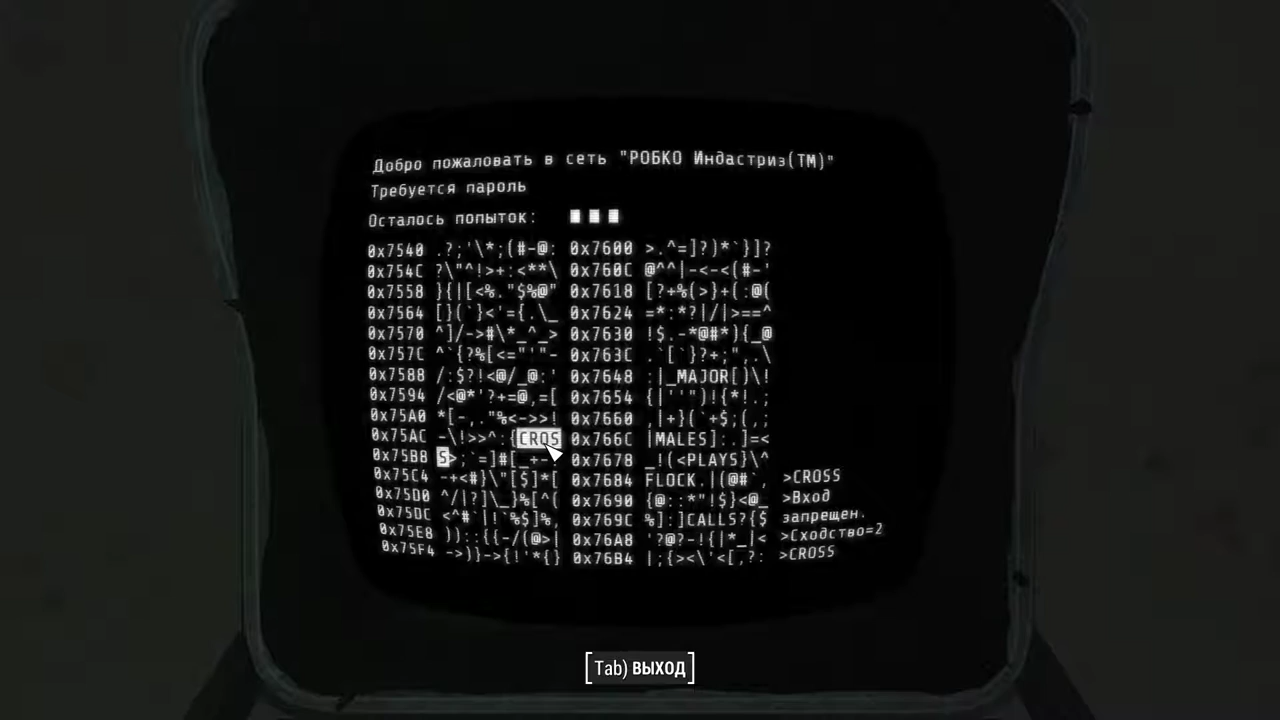 Добро пожаловать в сеть "РОБКО Индастриз(ТМ)"
Требуется пароль
Осталось попыток: ■ ■ ■
0x7540 .?;'\*;(#-@: 0x7600 >.^=]?)*`}]?
0x754C ?\"^!>+:<**\ 0x760C @^^|-<-<(#-'
0x7558 }{|[<%."$%@" 0x7618 [?+%(>}+(:@(
0x7564 [}(`}<'={.\_ 0x7624 =*:*?|/|>==^
0x7570 ^]/->#\*_^_> 0x7630 !$.-*@#*){_@
0x757C ^`{?%[<="'"- 0x763C .`[`}?+;",.\
0x7588 /:$?!<@/_@:' 0x7648 :|_MAJOR[)\!
0x7594 /<@*'?+=@,=[ 0x7654 {|''")!{*!.;
0x75A0 *[-,."%<->>! 0x7660 ,|+}(`+$;(,;
0x75AC -\!>>^:{CROS 0x766C |MALES]:.]=<
0x75B8 S>;`=]#[_+-! 0x7678 _!(<PLAYS}\^
0x75C4 -+<#}\"[$]*[ 0x7684 FLOCK.|(@#`, >CROSS
0x75D0 ^/|?]\_}%[^( 0x7690 {@::*"!$}<@_ >Вход
0x75DC <^#`|!`%$]%, 0x769C %]:]CALLS?{$ запрещен.
0x75E8 ))::{{-/(@>| 0x76A8 '?@?-!{|*_|< >Сходство=2
0x75F4 ->)}->{!'*{} 0x76B4 |;{><\'<[,?: >CROSS
Tab) ВЫХОД